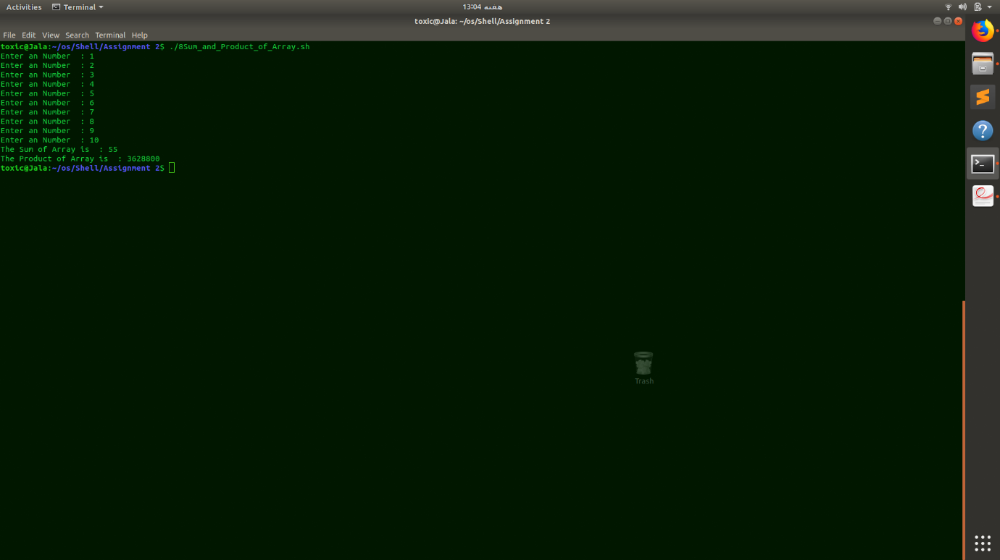 Activities Terminal 13:04 هفته
toxic@Jala: ~/os/Shell/Assignment 2
File Edit View Search Terminal Help
toxic@Jala:~/os/Shell/Assignment 2$ ./8Sum_and_Product_of_Array.sh
Enter an Number  : 1
Enter an Number  : 2
Enter an Number  : 3
Enter an Number  : 4
Enter an Number  : 5
Enter an Number  : 6
Enter an Number  : 7
Enter an Number  : 8
Enter an Number  : 9
Enter an Number  : 10
The Sum of Array is  : 55
The Product of Array is  : 3628800
toxic@Jala:~/os/Shell/Assignment 2$
Trash